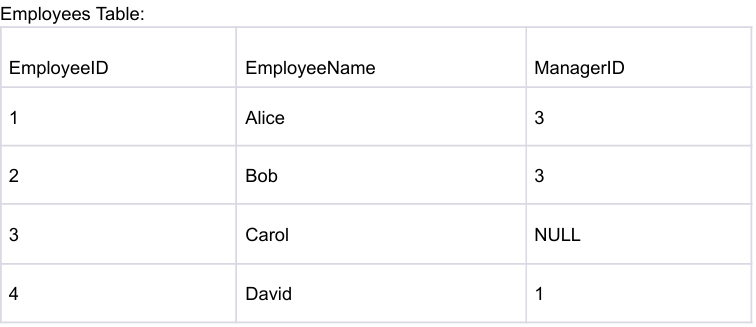 Employees Table:
EmployeeID EmployeeName ManagerID
1 Alice 3
2 Bob 3
3 Carol NULL
4 David 1